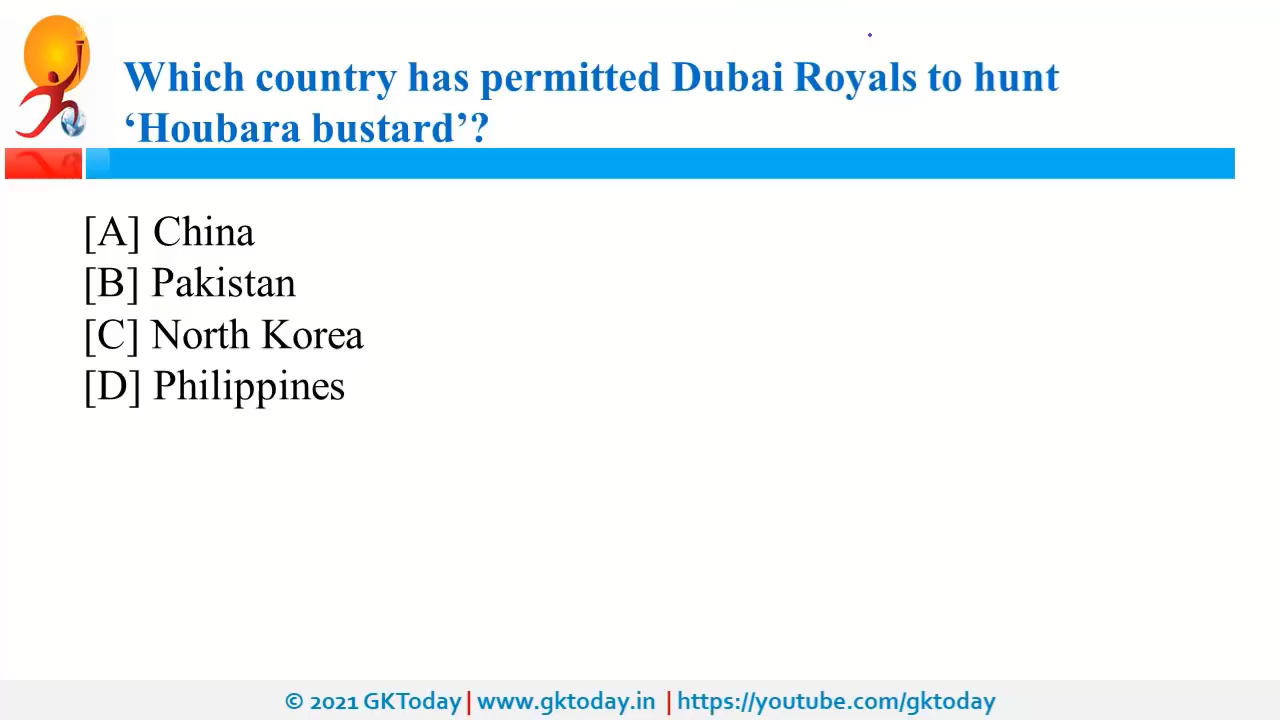 Which country has permitted Dubai Royals to hunt
‘Houbara bustard’?
[A] China
[B] Pakistan
[C] North Korea
[D] Philippines
© 2021 GKToday | www.gktoday.in | https://youtube.com/gktoday